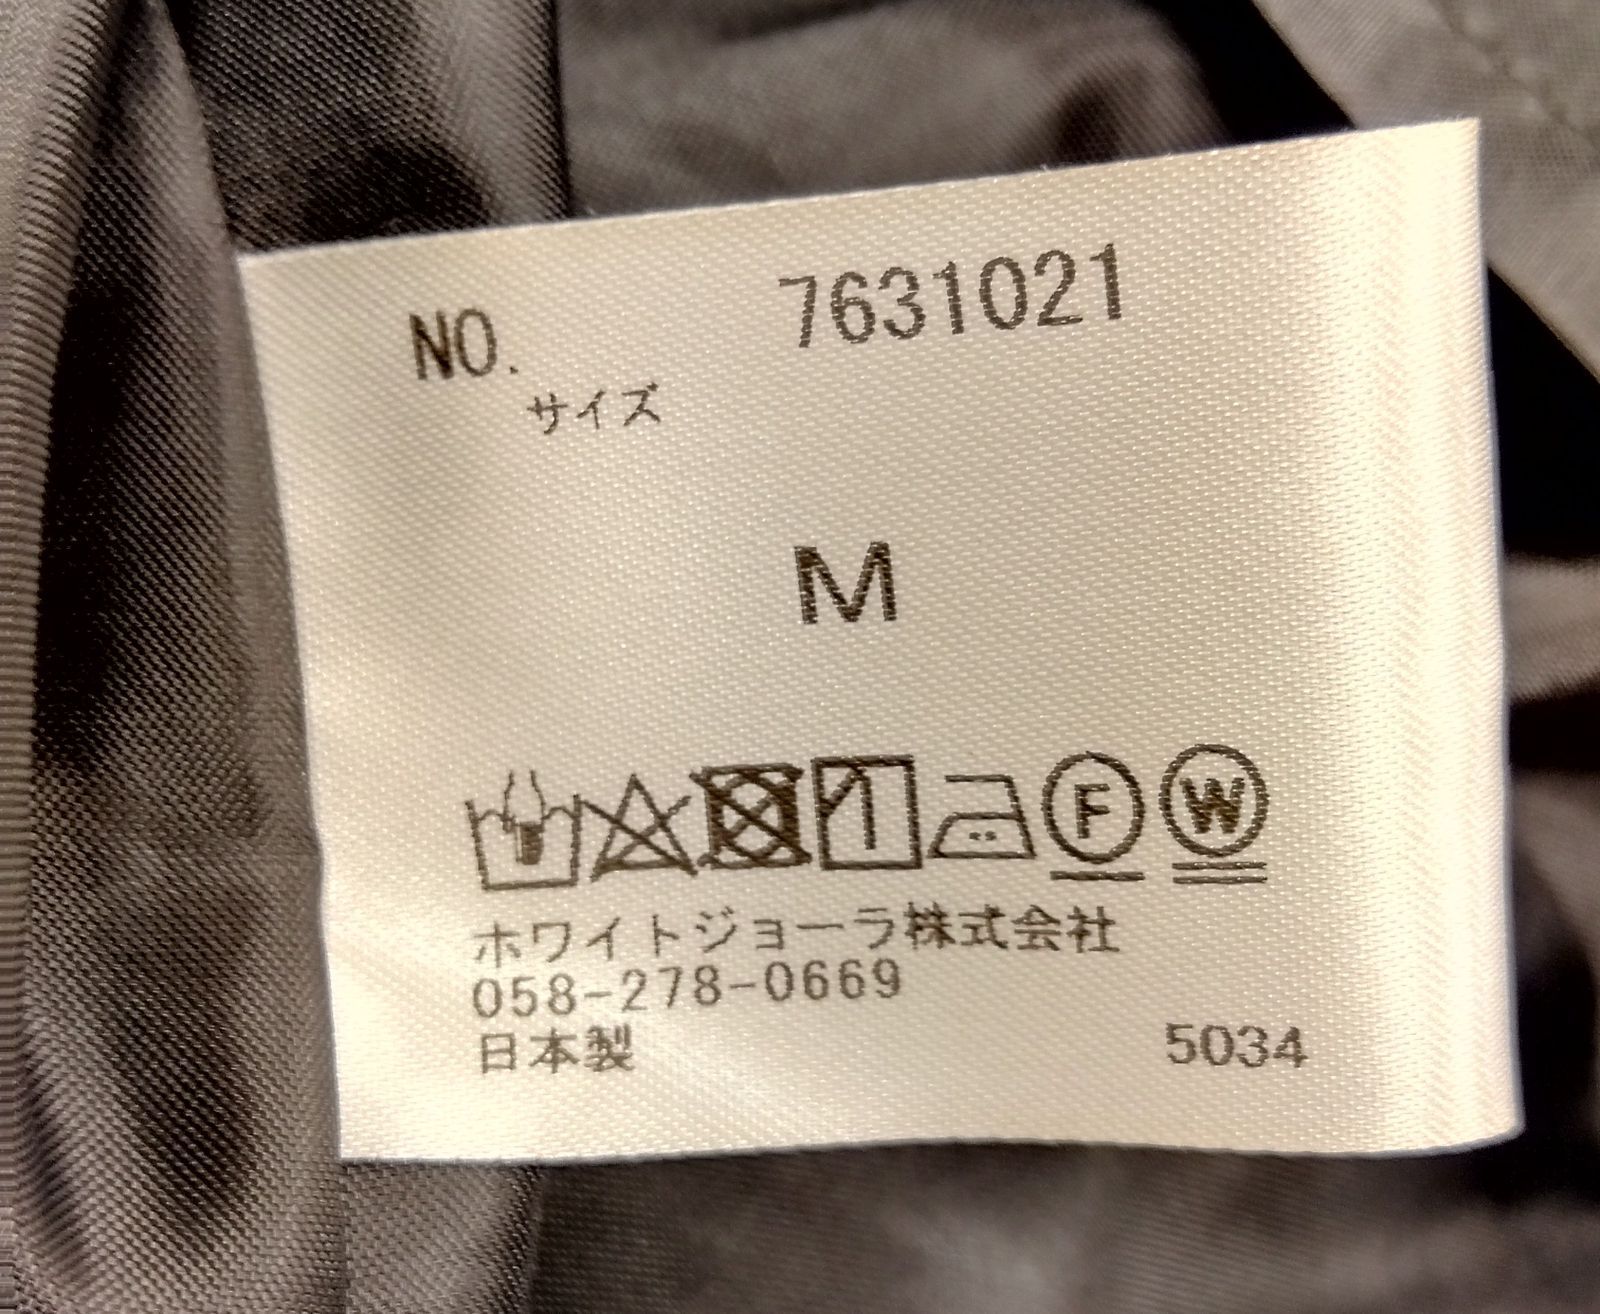 NO. 7631021
サイズ
M
F W
ホワイトジョーラ株式会社
058-278-0669
日本製 5034